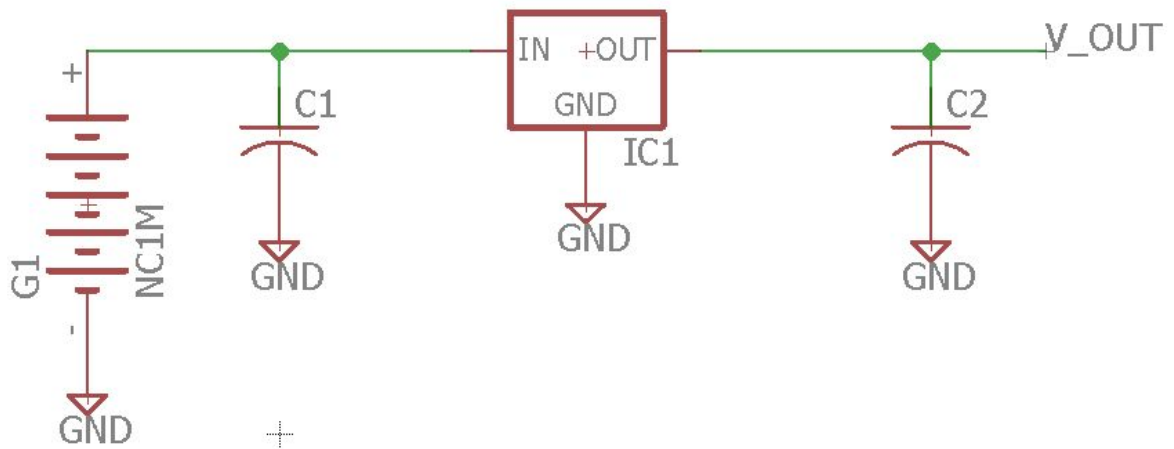 V_OUT
IN
+OUT
GND
+
C1
C2
IC1
GND
G1
NC1M
GND
GND
-
GND